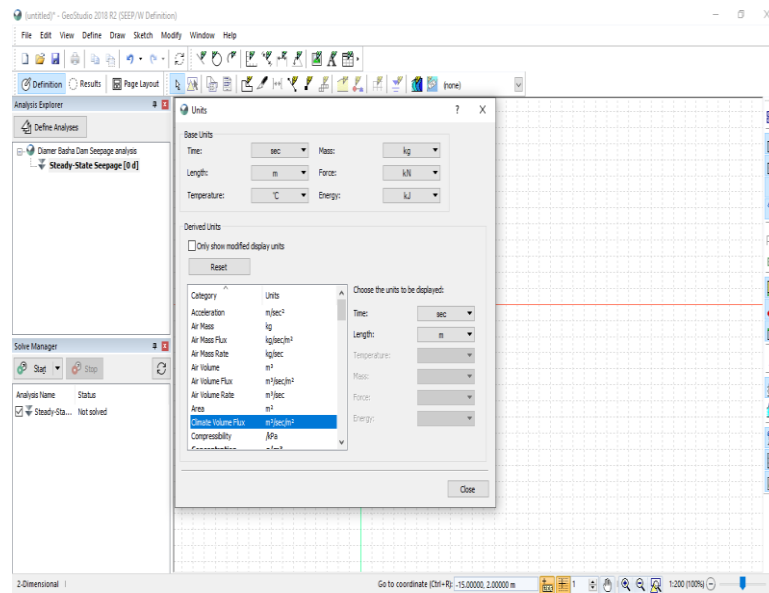 (untitled)* - GeoStudio 2018 R2 (SEEP/W Definition)
File Edit View Define Draw Sketch Modify Window Help
Definition Results Page Layout (none)
Analysis Explorer
Define Analyses
Diamer Basha Dam Seepage analysis
Steady-State Seepage [0 d]
Solve Manager
Start Stop
Analysis Name Status
Steady-Sta... Not solved
Units ? X
Base Units
Time: sec Mass: kg
Length: m Force: kN
Temperature: °C Energy: kJ
Derived Units
Only show modified display units
Reset
Choose the units to be displayed:
Category Units
Acceleration m/sec²
Air Mass kg
Air Mass Flux kg/sec/m²
Air Mass Rate kg/sec
Air Volume m³
Air Volume Flux m³/sec/m²
Air Volume Rate m³/sec
Area m²
Climate Volume Flux m³/sec/m²
Compressibility /kPa
Time: sec
Length: m
Temperature:
Mass:
Force:
Energy:
Close
2-Dimensional
Go to coordinate (Ctrl+R): -15.00000, 2.00000 m 1 1:200 (100%)